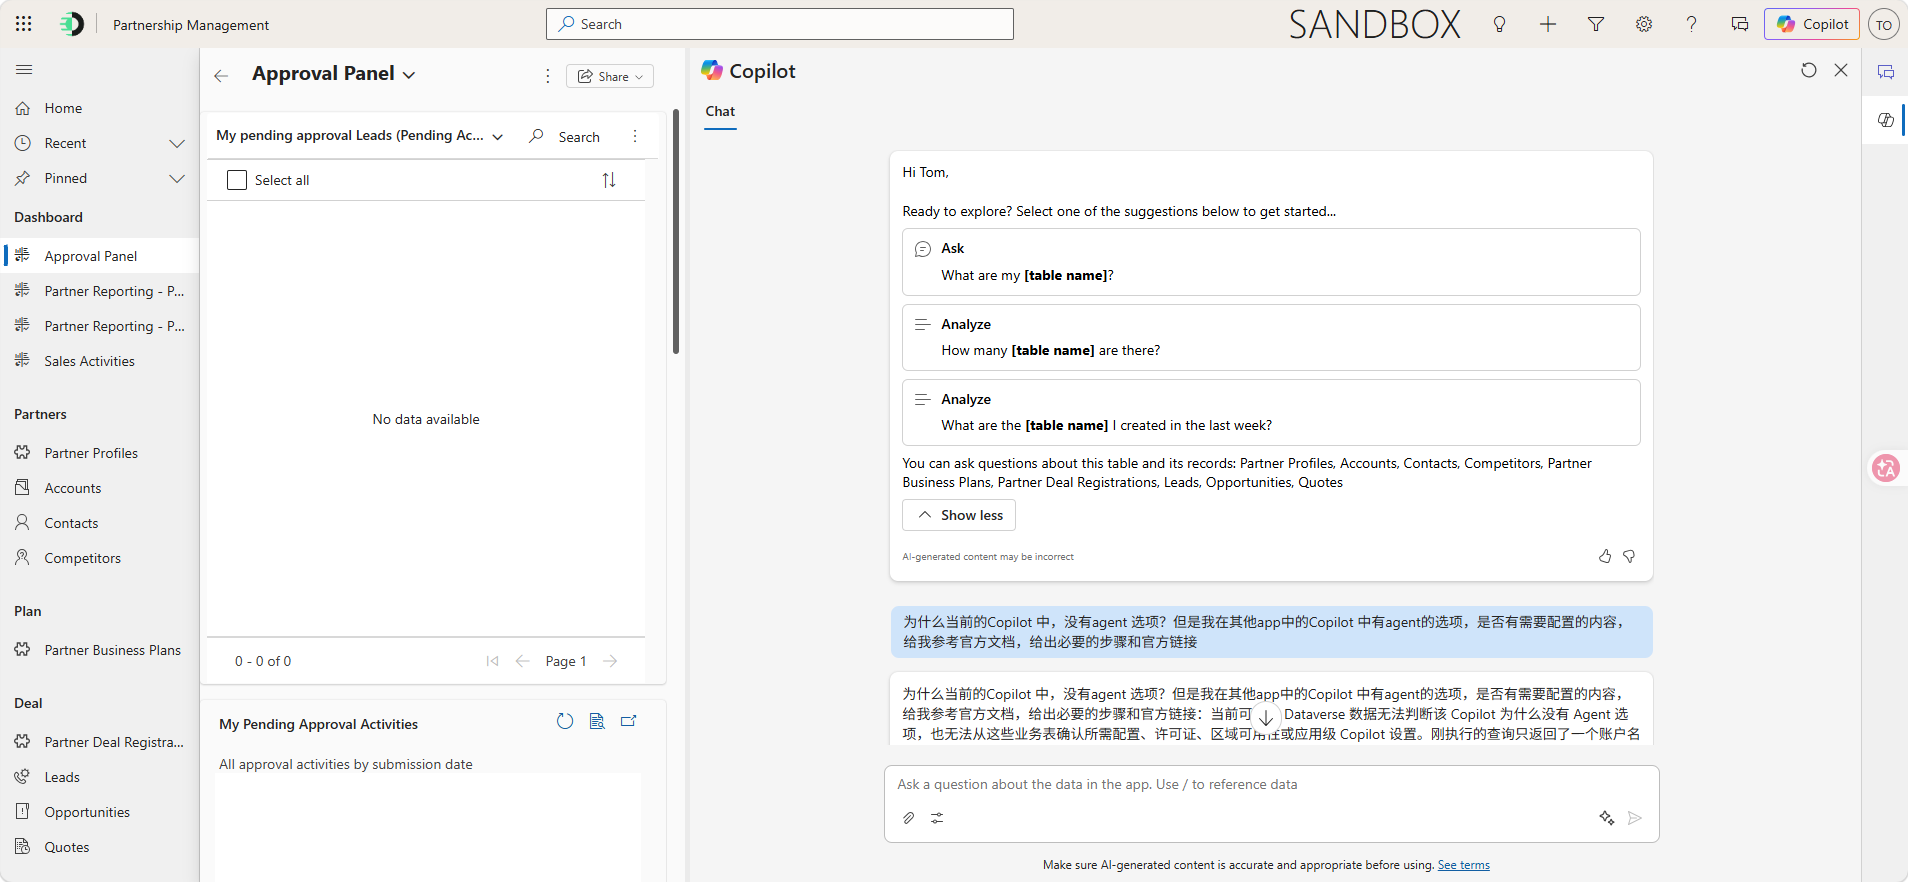 Partnership Management
Search
SANDBOX
Copilot
TO
Home
Recent
Pinned
Dashboard
Approval Panel
Partner Reporting - P...
Partner Reporting - P...
Sales Activities
Partners
Partner Profiles
Accounts
Contacts
Competitors
Plan
Partner Business Plans
Deal
Partner Deal Registra...
Leads
Opportunities
Quotes
Approval Panel
Share
My pending approval Leads (Pending Ac...
Search
Select all
No data available
0 - 0 of 0
Page 1
My Pending Approval Activities
All approval activities by submission date
Copilot
Chat
Hi Tom,
Ready to explore? Select one of the suggestions below to get started...
Ask
What are my [table name]?
Analyze
How many [table name] are there?
Analyze
What are the [table name] I created in the last week?
You can ask questions about this table and its records: Partner Profiles, Accounts, Contacts, Competitors, Partner
Business Plans, Partner Deal Registrations, Leads, Opportunities, Quotes
Show less
AI-generated content may be incorrect
为什么当前的Copilot 中，没有agent 选项？但是我在其他app中的Copilot 中有agent的选项，是否有需要配置的内容，
给我参考官方文档，给出必要的步骤和官方链接
为什么当前的Copilot 中，没有agent 选项？但是我在其他app中的Copilot 中有agent的选项，是否有需要配置的内容，
给我参考官方文档，给出必要的步骤和官方链接：当前可 Dataverse 数据无法判断该 Copilot 为什么没有 Agent 选
项，也无法从这些业务表确认所需配置、许可证、区域可用性或应用级 Copilot 设置。刚执行的查询只返回了一个账户名
Ask a question about the data in the app. Use / to reference data
Make sure AI-generated content is accurate and appropriate before using. See terms